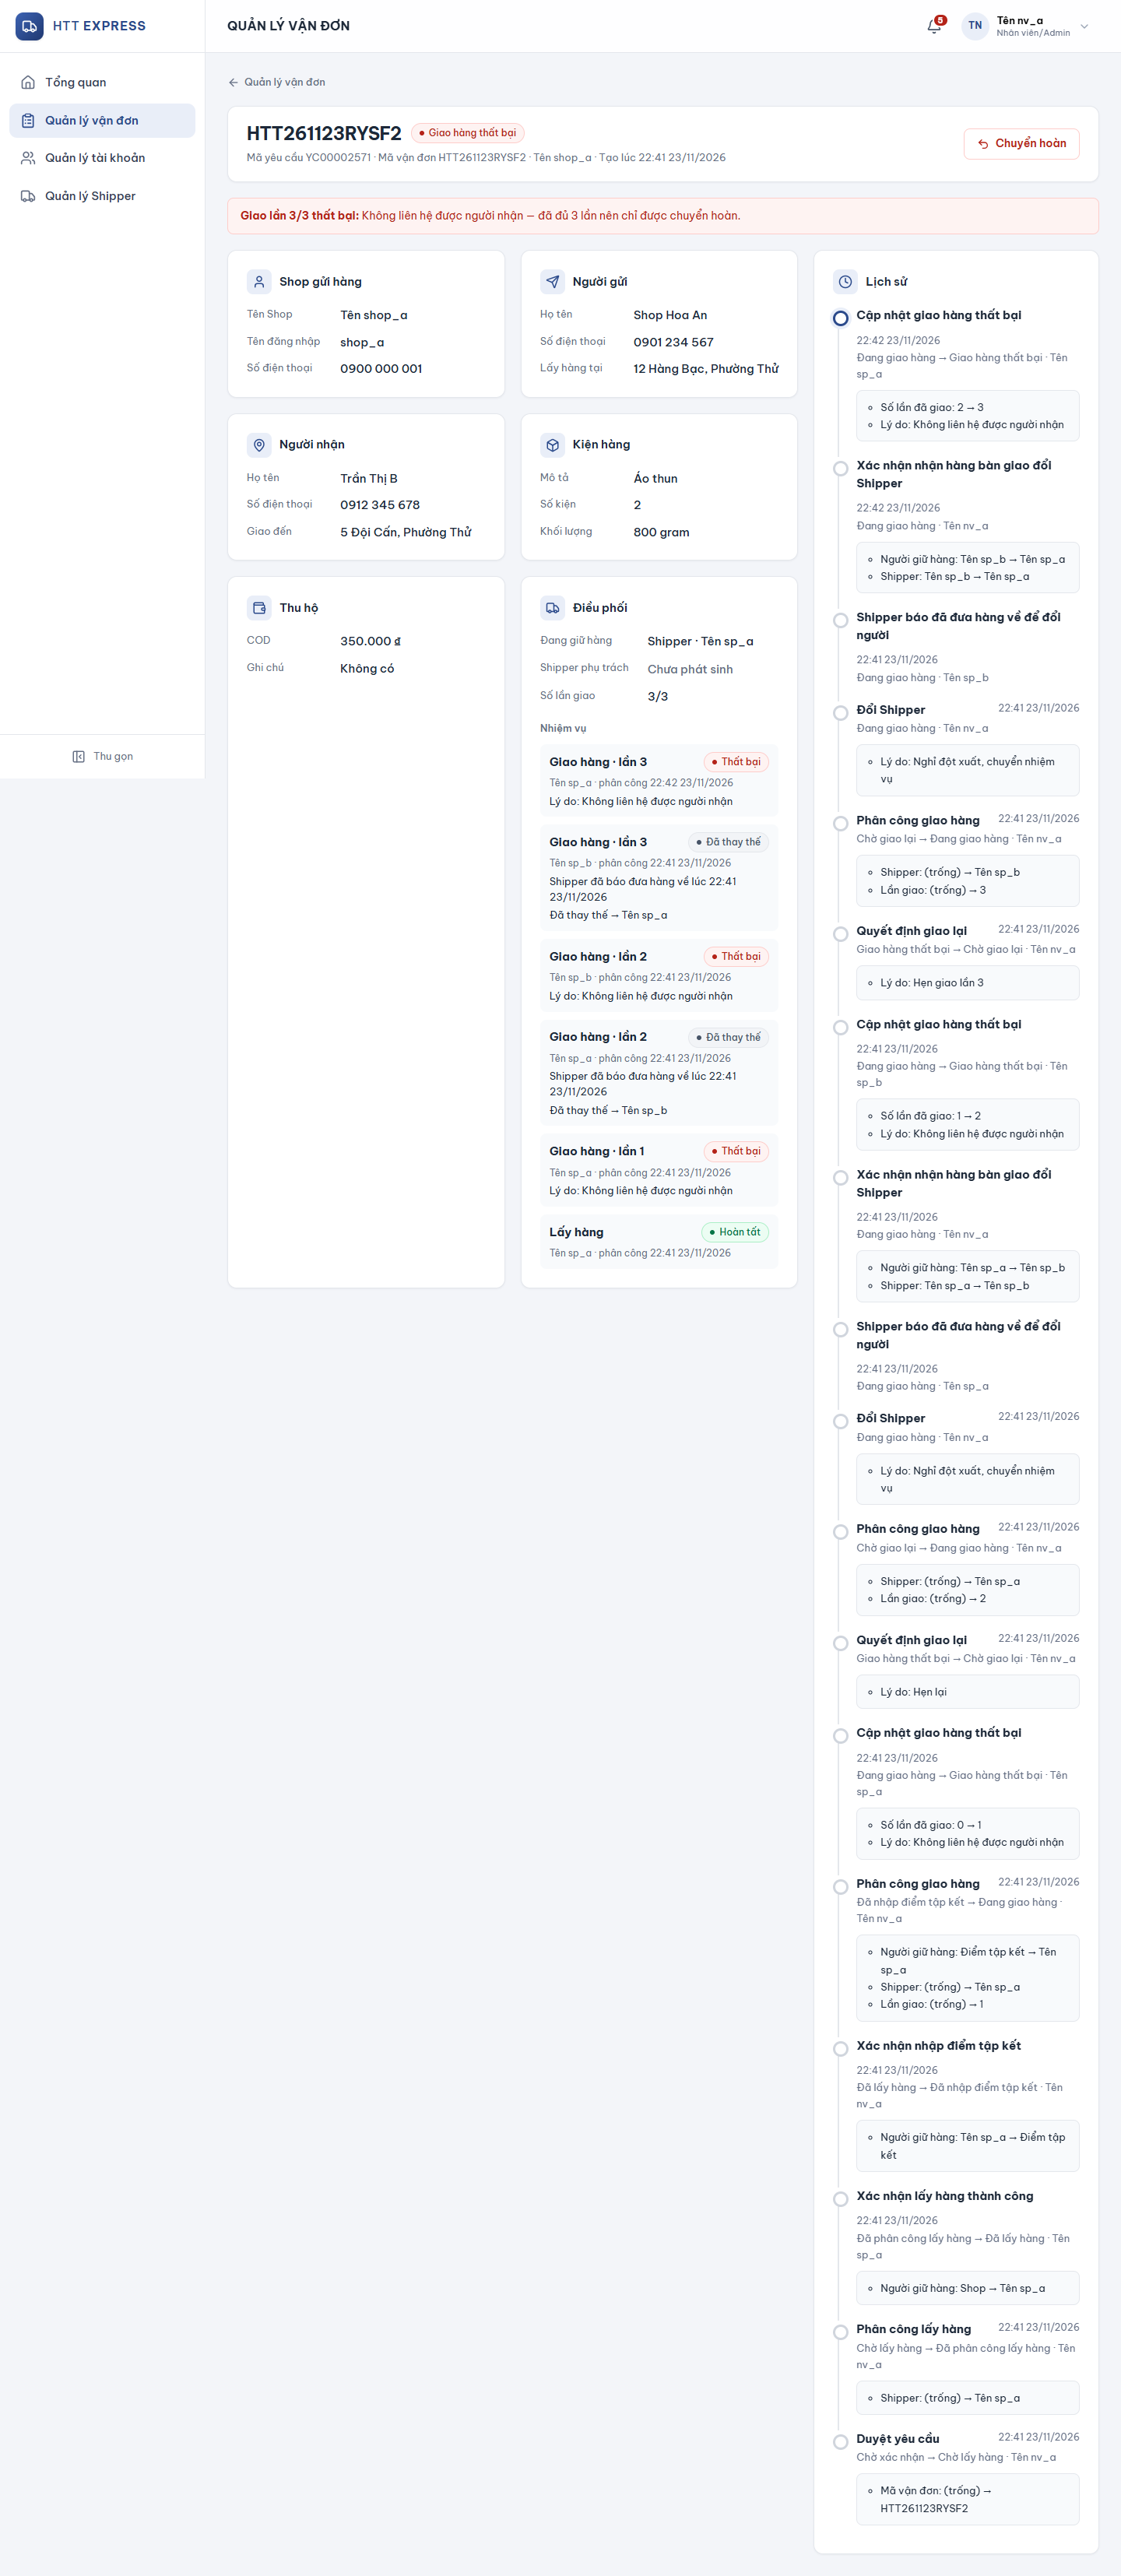 HTT EXPRESS
QUẢN LÝ VẬN ĐƠN
5
TN
Tên nv_a
Nhân viên/Admin
Tổng quan
Quản lý vận đơn
Quản lý tài khoản
Quản lý Shipper
Thu gọn
Quản lý vận đơn
HTT261123RYSF2
Giao hàng thất bại
Mã yêu cầu YC00002571 · Mã vận đơn HTT261123RYSF2 · Tên shop_a · Tạo lúc 22:41 23/11/2026
Chuyển hoàn
Giao lần 3/3 thất bại: Không liên hệ được người nhận — đã đủ 3 lần nên chỉ được chuyển hoàn.
Shop gửi hàng
Tên Shop
Tên shop_a
Tên đăng nhập
shop_a
Số điện thoại
0900 000 001
Người gửi
Họ tên
Shop Hoa An
Số điện thoại
0901 234 567
Lấy hàng tại
12 Hàng Bạc, Phường Thử
Người nhận
Họ tên
Trần Thị B
Số điện thoại
0912 345 678
Giao đến
5 Đội Cấn, Phường Thử
Kiện hàng
Mô tả
Áo thun
Số kiện
2
Khối lượng
800 gram
Thu hộ
COD
350.000 ₫
Ghi chú
Không có
Điều phối
Đang giữ hàng
Shipper · Tên sp_a
Shipper phụ trách
Chưa phát sinh
Số lần giao
3/3
Nhiệm vụ
Giao hàng · lần 3
Thất bại
Tên sp_a · phân công 22:42 23/11/2026
Lý do: Không liên hệ được người nhận
Giao hàng · lần 3
Đã thay thế
Tên sp_b · phân công 22:41 23/11/2026
Shipper đã báo đưa hàng về lúc 22:41
23/11/2026
Đã thay thế → Tên sp_a
Giao hàng · lần 2
Thất bại
Tên sp_b · phân công 22:41 23/11/2026
Lý do: Không liên hệ được người nhận
Giao hàng · lần 2
Đã thay thế
Tên sp_a · phân công 22:41 23/11/2026
Shipper đã báo đưa hàng về lúc 22:41
23/11/2026
Đã thay thế → Tên sp_b
Giao hàng · lần 1
Thất bại
Tên sp_a · phân công 22:41 23/11/2026
Lý do: Không liên hệ được người nhận
Lấy hàng
Hoàn tất
Tên sp_a · phân công 22:41 23/11/2026
Lịch sử
Cập nhật giao hàng thất bại
22:42 23/11/2026
Đang giao hàng → Giao hàng thất bại · Tên
sp_a
Số lần đã giao: 2 → 3
Lý do: Không liên hệ được người nhận
Xác nhận nhận hàng bàn giao đổi
Shipper
22:42 23/11/2026
Đang giao hàng · Tên nv_a
Người giữ hàng: Tên sp_b → Tên sp_a
Shipper: Tên sp_b → Tên sp_a
Shipper báo đã đưa hàng về để đổi
người
22:41 23/11/2026
Đang giao hàng · Tên sp_b
Đổi Shipper
22:41 23/11/2026
Đang giao hàng · Tên nv_a
Lý do: Nghỉ đột xuất, chuyển nhiệm
vụ
Phân công giao hàng
22:41 23/11/2026
Chờ giao lại → Đang giao hàng · Tên nv_a
Shipper: (trống) → Tên sp_b
Lần giao: (trống) → 3
Quyết định giao lại
22:41 23/11/2026
Giao hàng thất bại → Chờ giao lại · Tên nv_a
Lý do: Hẹn giao lần 3
Cập nhật giao hàng thất bại
22:41 23/11/2026
Đang giao hàng → Giao hàng thất bại · Tên
sp_b
Số lần đã giao: 1 → 2
Lý do: Không liên hệ được người nhận
Xác nhận nhận hàng bàn giao đổi
Shipper
22:41 23/11/2026
Đang giao hàng · Tên nv_a
Người giữ hàng: Tên sp_a → Tên sp_b
Shipper: Tên sp_a → Tên sp_b
Shipper báo đã đưa hàng về để đổi
người
22:41 23/11/2026
Đang giao hàng · Tên sp_a
Đổi Shipper
22:41 23/11/2026
Đang giao hàng · Tên nv_a
Lý do: Nghỉ đột xuất, chuyển nhiệm
vụ
Phân công giao hàng
22:41 23/11/2026
Chờ giao lại → Đang giao hàng · Tên nv_a
Shipper: (trống) → Tên sp_a
Lần giao: (trống) → 2
Quyết định giao lại
22:41 23/11/2026
Giao hàng thất bại → Chờ giao lại · Tên nv_a
Lý do: Hẹn lại
Cập nhật giao hàng thất bại
22:41 23/11/2026
Đang giao hàng → Giao hàng thất bại · Tên
sp_a
Số lần đã giao: 0 → 1
Lý do: Không liên hệ được người nhận
Phân công giao hàng
22:41 23/11/2026
Đã nhập điểm tập kết → Đang giao hàng ·
Tên nv_a
Người giữ hàng: Điểm tập kết → Tên
sp_a
Shipper: (trống) → Tên sp_a
Lần giao: (trống) → 1
Xác nhận nhập điểm tập kết
22:41 23/11/2026
Đã lấy hàng → Đã nhập điểm tập kết · Tên
nv_a
Người giữ hàng: Tên sp_a → Điểm tập
kết
Xác nhận lấy hàng thành công
22:41 23/11/2026
Đã phân công lấy hàng → Đã lấy hàng · Tên
sp_a
Người giữ hàng: Shop → Tên sp_a
Phân công lấy hàng
22:41 23/11/2026
Chờ lấy hàng → Đã phân công lấy hàng · Tên
nv_a
Shipper: (trống) → Tên sp_a
Duyệt yêu cầu
22:41 23/11/2026
Chờ xác nhận → Chờ lấy hàng · Tên nv_a
Mã vận đơn: (trống) →
HTT261123RYSF2